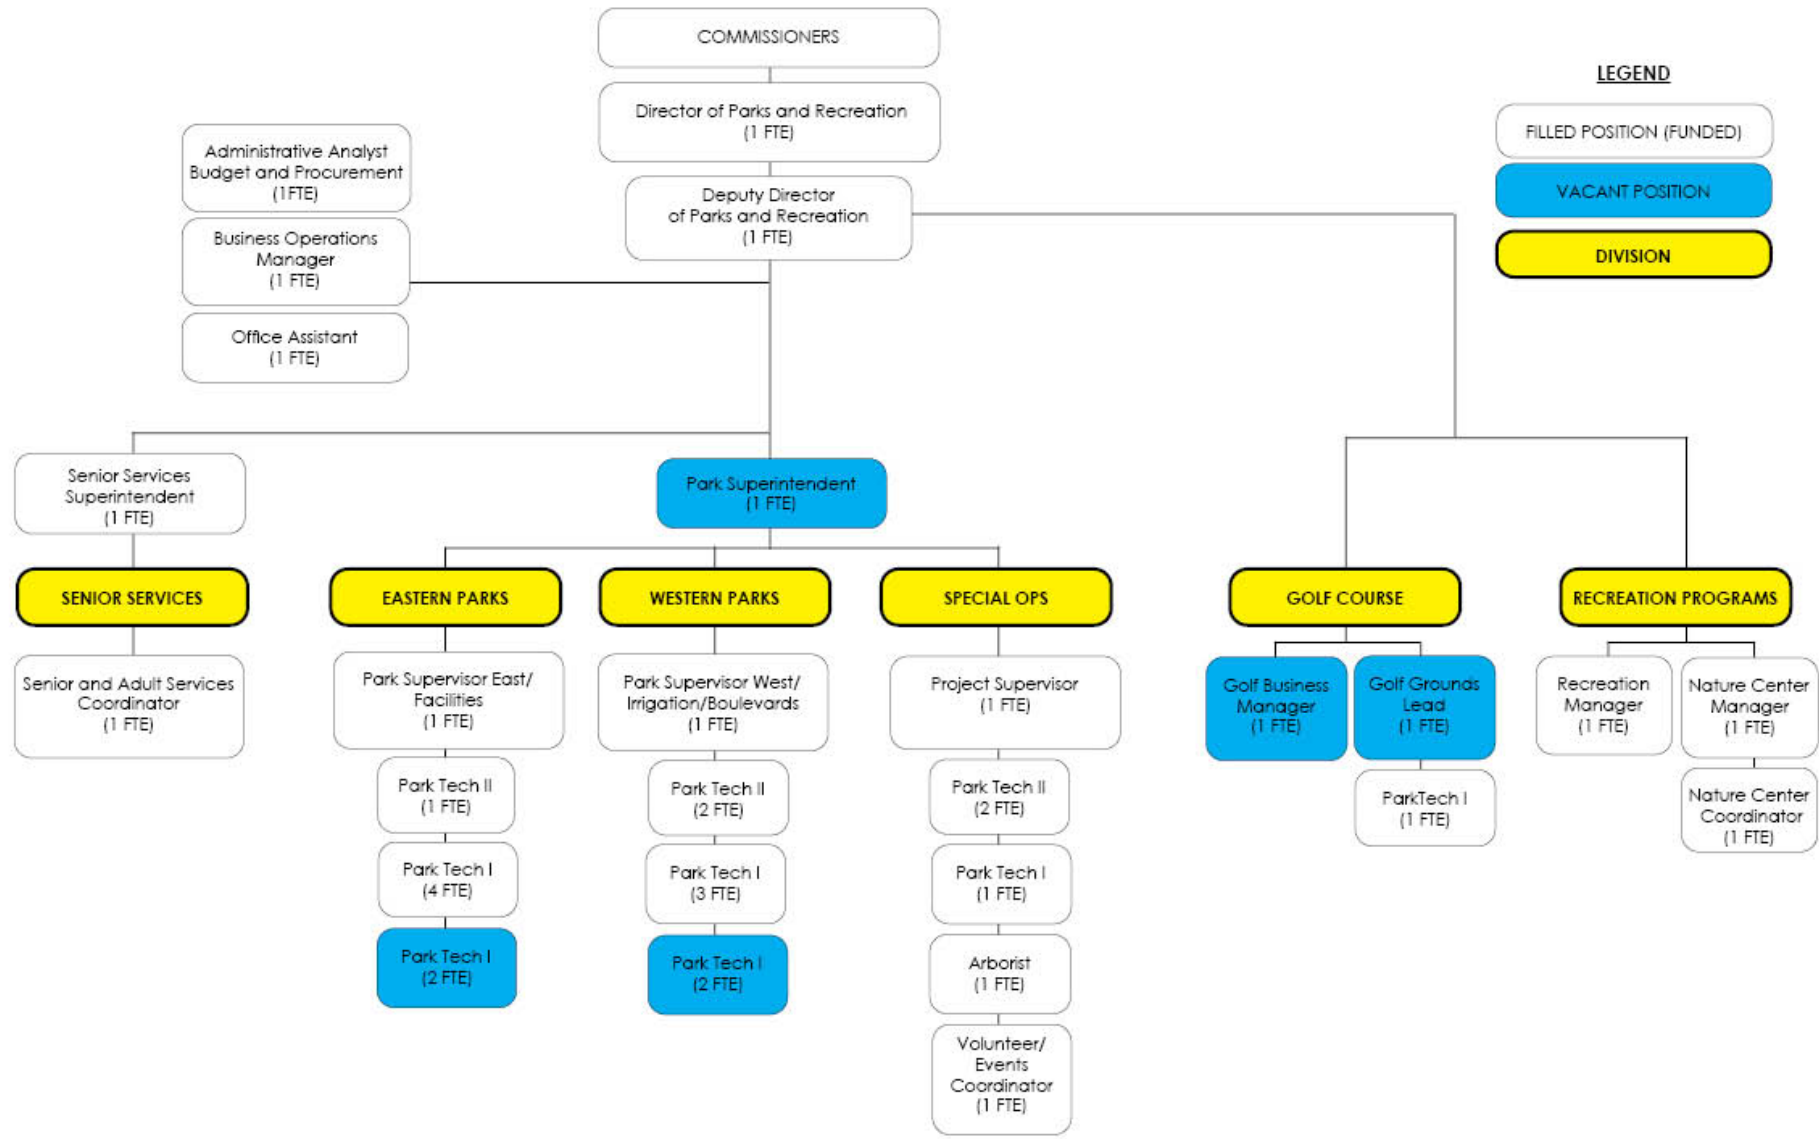 COMMISSIONERS
Director of Parks and Recreation
(1 FTE)
Deputy Director
of Parks and Recreation
(1 FTE)
Administrative Analyst
Budget and Procurement
(1FTE)
Business Operations
Manager
(1 FTE)
Office Assistant
(1 FTE)
LEGEND
FILLED POSITION (FUNDED)
VACANT POSITION
DIVISION
Senior Services
Superintendent
(1 FTE)
Park Superintendent
(1 FTE)
SENIOR SERVICES
Senior and Adult Services
Coordinator
(1 FTE)
EASTERN PARKS
Park Supervisor East/
Facilities
(1 FTE)
Park Tech II
(1 FTE)
Park Tech I
(4 FTE)
Park Tech I
(2 FTE)
WESTERN PARKS
Park Supervisor West/
Irrigation/Boulevards
(1 FTE)
Park Tech II
(2 FTE)
Park Tech I
(3 FTE)
Park Tech I
(2 FTE)
SPECIAL OPS
Project Supervisor
(1 FTE)
Park Tech II
(2 FTE)
Park Tech I
(1 FTE)
Arborist
(1 FTE)
Volunteer/
Events
Coordinator
(1 FTE)
GOLF COURSE
Golf Business
Manager
(1 FTE)
Golf Grounds
Lead
(1 FTE)
ParkTech I
(1 FTE)
RECREATION PROGRAMS
Recreation
Manager
(1 FTE)
Nature Center
Manager
(1 FTE)
Nature Center
Coordinator
(1 FTE)